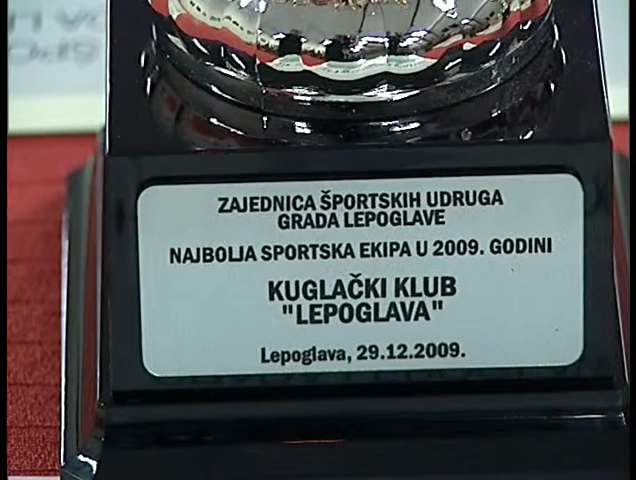 ZAJEDNICA ŠPORTSKIH UDRUGA
GRADA LEPOGLAVE
NAJBOLJA SPORTSKA EKIPA U 2009. GODINI
KUGLAČKI KLUB
"LEPOGLAVA"
Lepoglava, 29.12.2009.